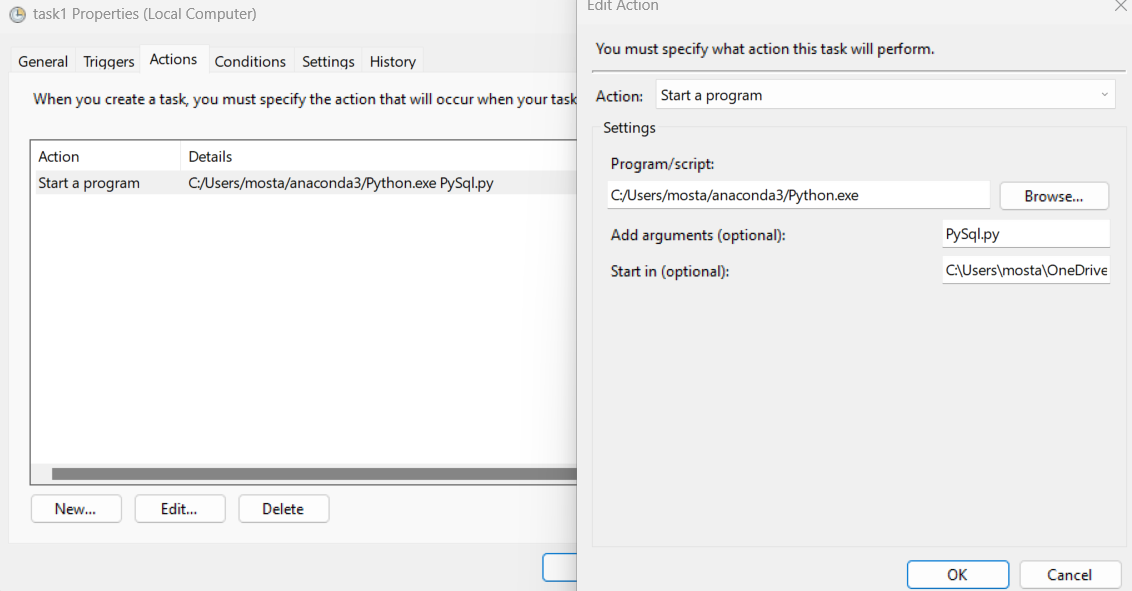 task1 Properties (Local Computer)
General Triggers Actions Conditions Settings History
When you create a task, you must specify the action that will occur when your task
Action Details
Start a program C:/Users/mosta/anaconda3/Python.exe PySql.py
New... Edit... Delete
Edit Action
You must specify what action this task will perform.
Action: Start a program
Settings
Program/script:
C:/Users/mosta/anaconda3/Python.exe Browse...
Add arguments (optional): PySql.py
Start in (optional): C:\Users\mosta\OneDrive
OK Cancel